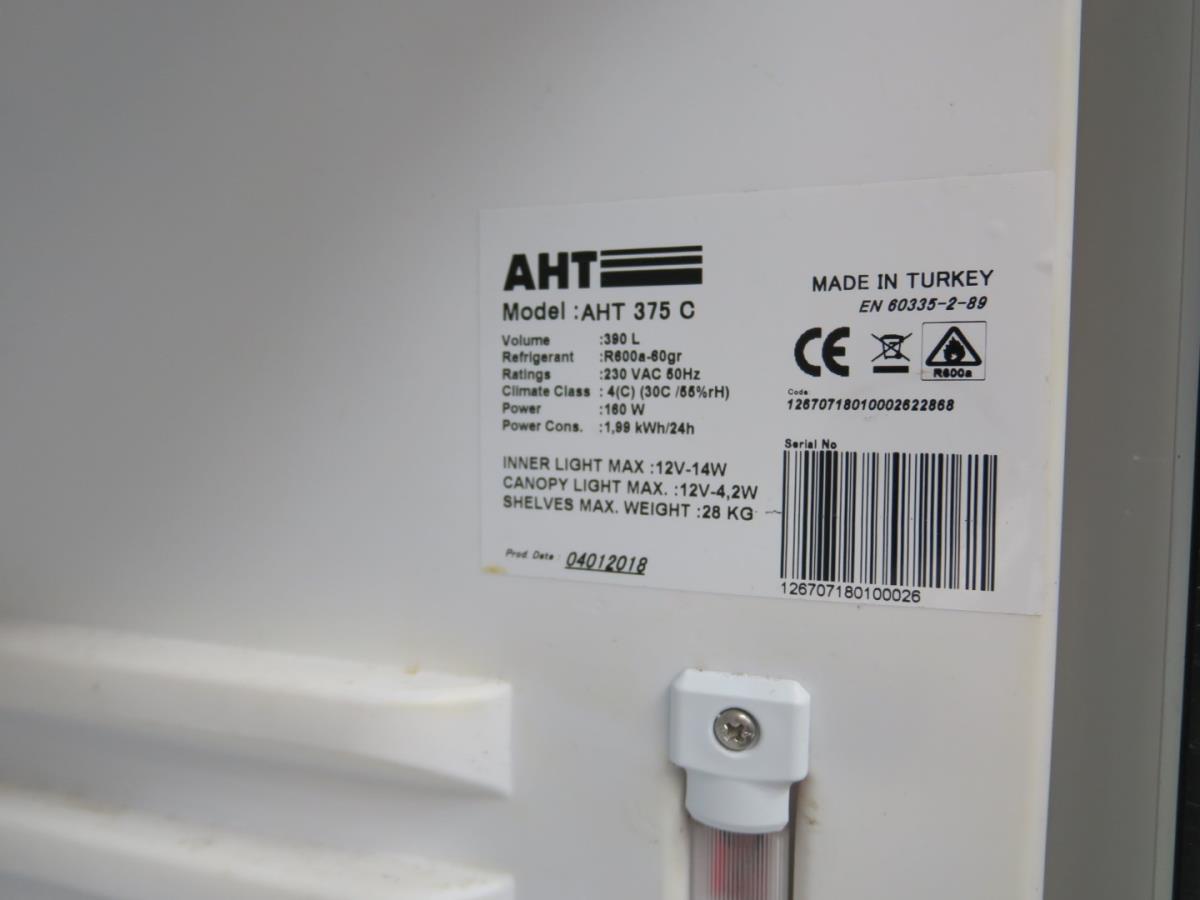 AHT
Model :AHT 375 C
Volume :390 L
Refrigerant :R600a-60gr
Ratings :230 VAC 50Hz
Climate Class : 4(C) (30C /55%rH)
Power :160 W
Power Cons. :1,99 kWh/24h
INNER LIGHT MAX :12V-14W
CANOPY LIGHT MAX. :12V-4,2W
SHELVES MAX. WEIGHT :28 KG
Prod. Date : 04012018
MADE IN TURKEY
EN 60335-2-89
CE
R600a
Code
12670718010002622868
Serial No
126707180100026